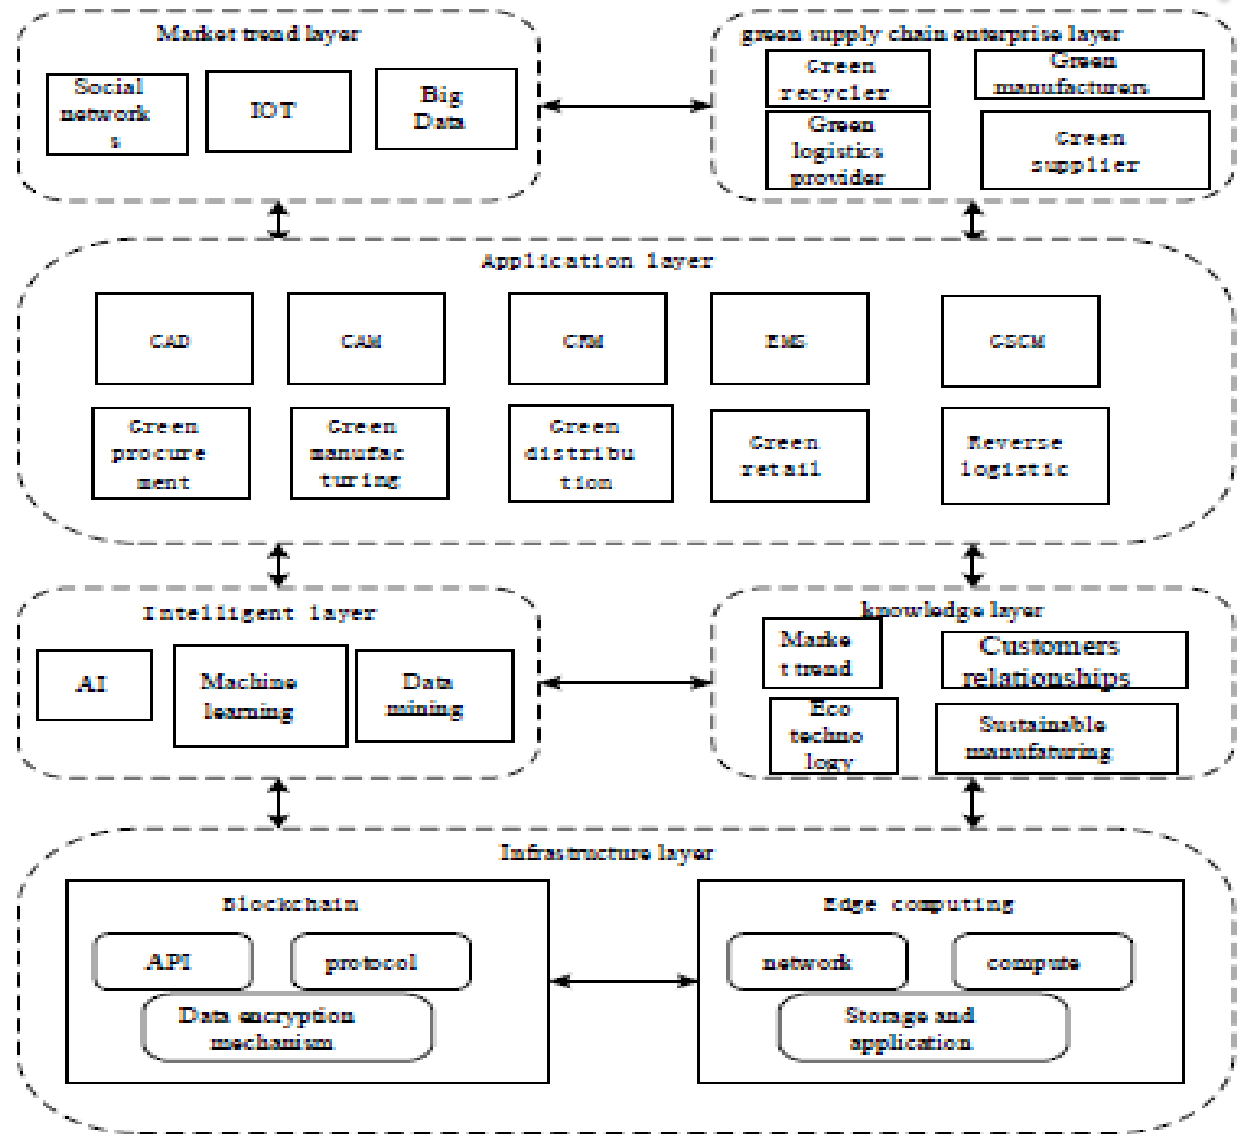 Market trend layer
Social
network
s
IOT
Big
Data
green supply chain enterprise layer
Green
recycler
Green
manufacturers
Green
logistics
provider
Green
supplier
Application layer
CAD
CAM
CRM
EMS
GSCM
Green
procure
ment
Green
manufac
turing
Green
distribu
tion
Green
retail
Reverse
logistic
Intelligent layer
AI
Machine
learning
Data
mining
knowledge layer
Marke
t trend
Customers
relationships
Eco
techno
logy
Sustainable
manufaturing
Infrastructure layer
Blockchain
API
protocol
Data encryption
mechanism
Edge computing
network
compute
Storage and
application